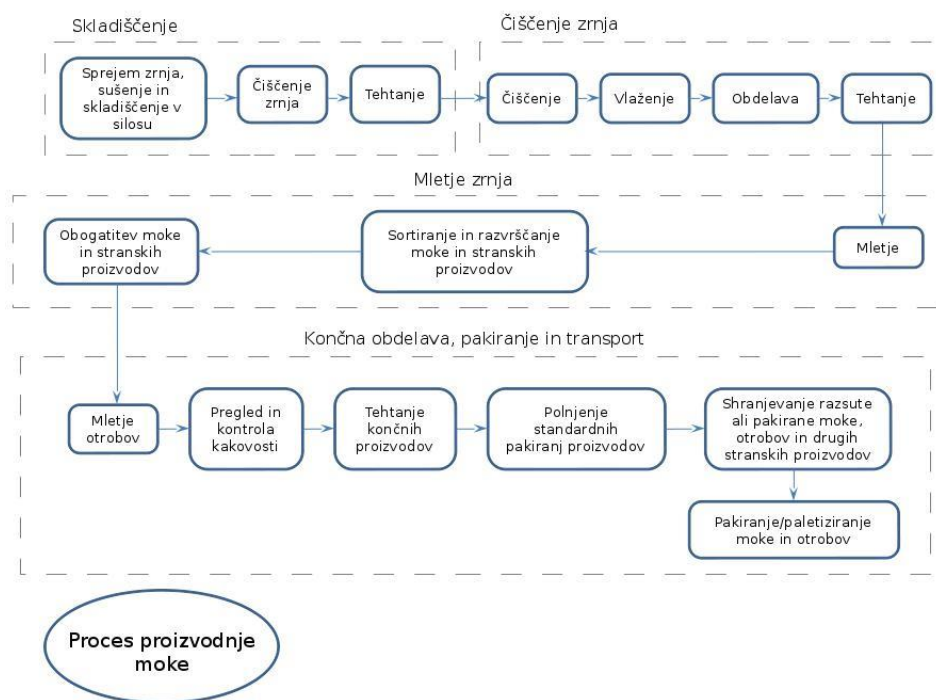 Skladiščenje
Sprejem zrnja,
sušenje in
skladiščenje v
silosu
Čiščenje
zrnja
Tehtanje
Čiščenje zrnja
Čiščenje
Vlaženje
Obdelava
Tehtanje
Mletje zrnja
Mletje
Sortiranje in razvrščanje
moke in stranskih
proizvodov
Obogatitev moke
in stranskih
proizvodov
Končna obdelava, pakiranje in transport
Mletje
otrobov
Pregled in
kontrola
kakovosti
Tehtanje
končnih
proizvodov
Polnjenje
standardnih
pakiranj proizvodov
Shranjevanje razsute
ali pakirane moke,
otrobov in drugih
stranskih proizvodov
Pakiranje/paletiziranje
moke in otrobov
Proces proizvodnje
moke